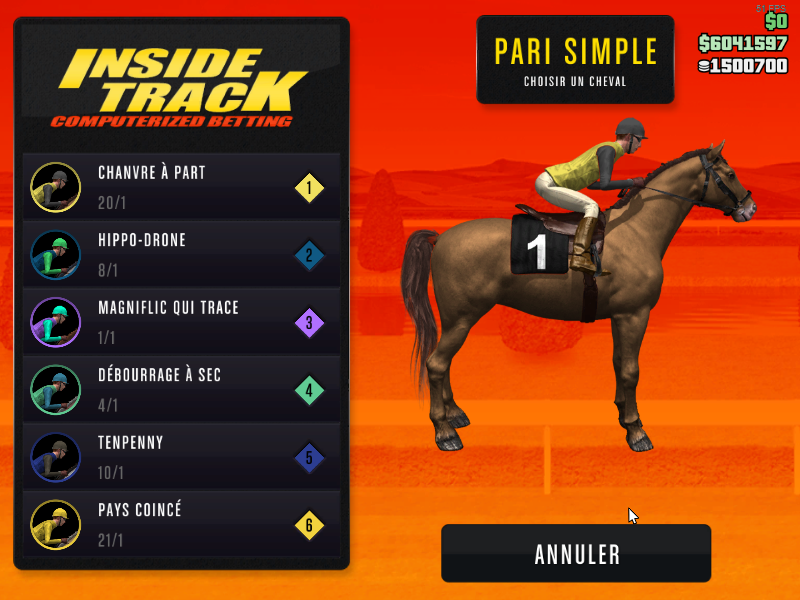 INSIDE
TRACK
COMPUTERIZED BETTING
CHANVRE À PART
20/1
1
HIPPO-DRONE
8/1
2
MAGNIFLIC QUI TRACE
1/1
3
DÉBOURRAGE À SEC
4/1
4
TENPENNY
10/1
5
PAYS COINCÉ
21/1
6
PARI SIMPLE
CHOISIR UN CHEVAL
$0
$6041597
1500700
1
ANNULER